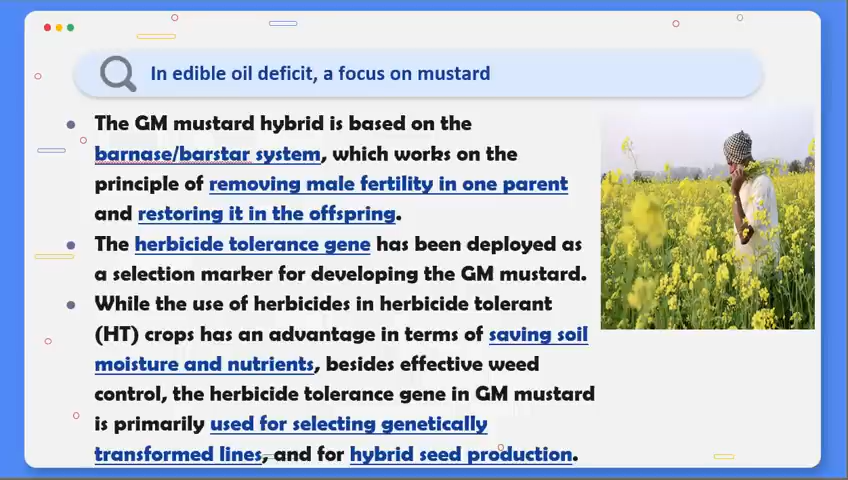 In edible oil deficit, a focus on mustard
The GM mustard hybrid is based on the
barnase/barstar system, which works on the
principle of removing male fertility in one parent
and restoring it in the offspring.
The herbicide tolerance gene has been deployed as
a selection marker for developing the GM mustard.
While the use of herbicides in herbicide tolerant
(HT) crops has an advantage in terms of saving soil
moisture and nutrients, besides effective weed
control, the herbicide tolerance gene in GM mustard
is primarily used for selecting genetically
transformed lines, and for hybrid seed production.